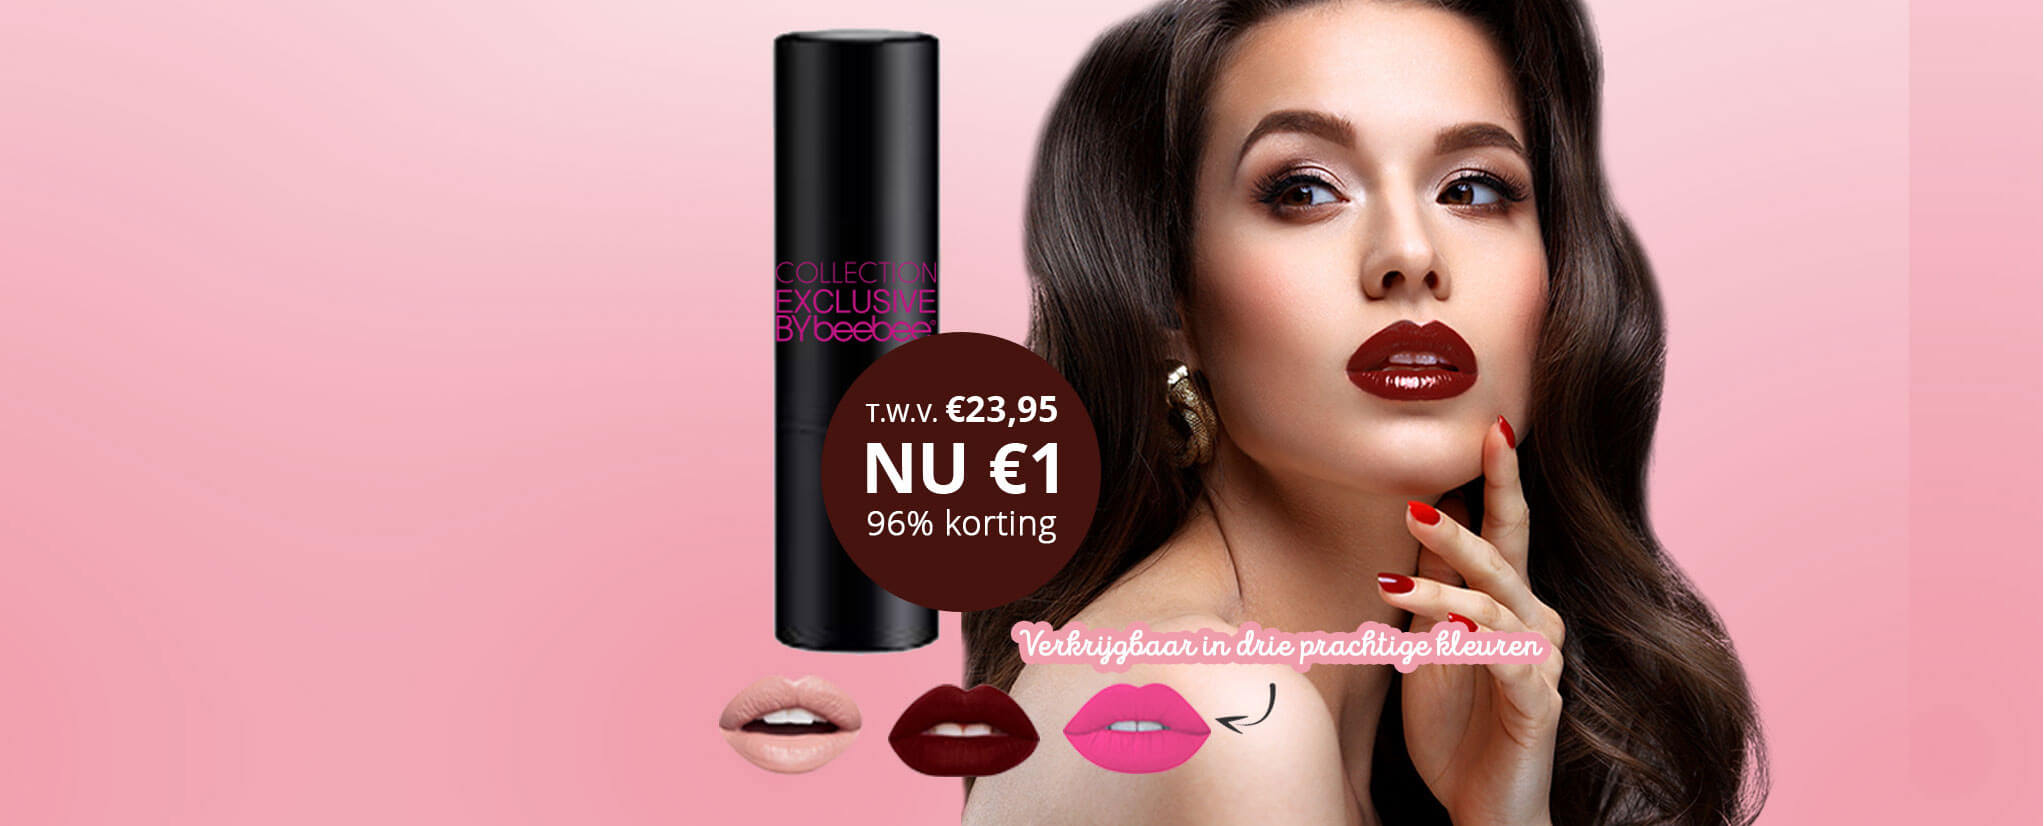 COLLECTION
EXCLUSIVE
BY beebee®
T.W.V. €23,95
NU €1
96% korting
Verkrijgbaar in drie prachtige kleuren